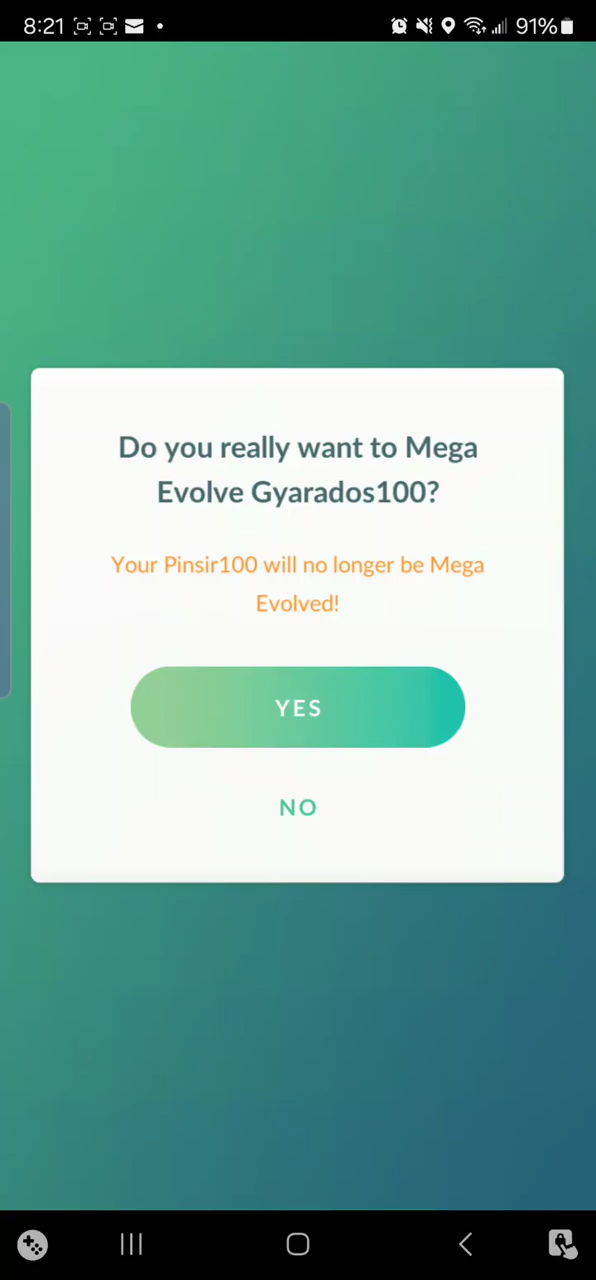 8:21
91%
Do you really want to Mega
Evolve Gyarados100?
Your Pinsir100 will no longer be Mega
Evolved!
YES
NO